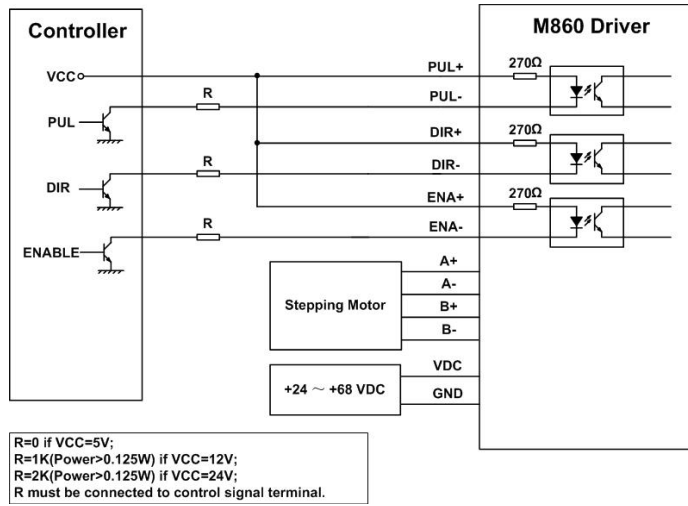 Controller
M860 Driver
VCC
PUL+
270Ω
R
PUL-
PUL
DIR+
270Ω
R
DIR-
DIR
ENA+
270Ω
R
ENA-
ENABLE
A+
A-
Stepping Motor
B+
B-
VDC
+24 ～ +68 VDC
GND
R=0 if VCC=5V;
R=1K(Power>0.125W) if VCC=12V;
R=2K(Power>0.125W) if VCC=24V;
R must be connected to control signal terminal.